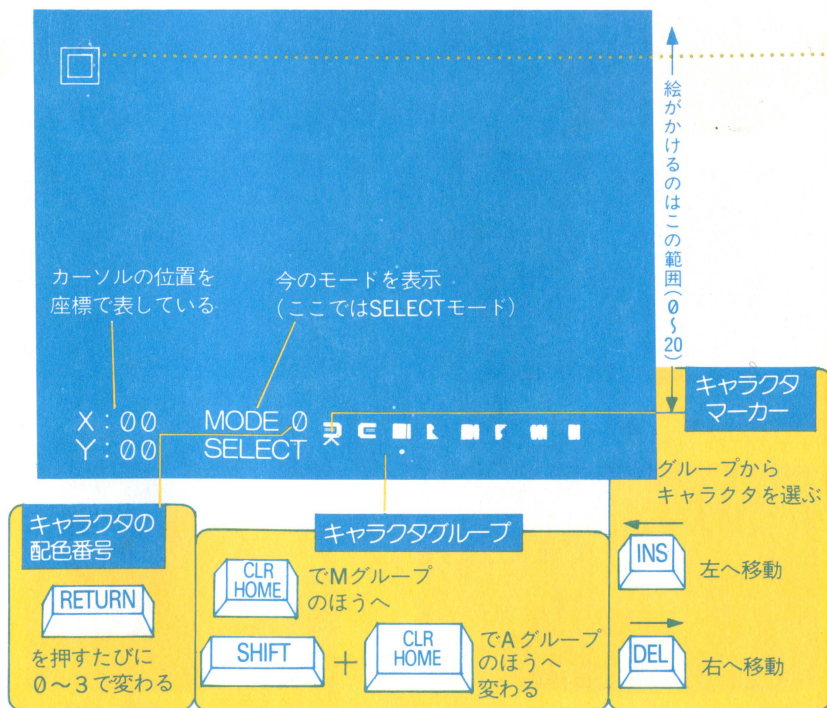 絵がかけるのはこの範囲(0〜20)
カーソルの位置を
座標で表している
今のモードを表示
(ここではSELECTモード)
X:00
Y:00
MODE 0
SELECT
キャラクタ
マーカー
グループから
キャラクタを選ぶ
INS
左へ移動
DEL
右へ移動
キャラクタの
配色番号
RETURN
を押すたびに
0〜3で変わる
キャラクタグループ
CLR
HOME
でMグループ
のほうへ
SHIFT
+
CLR
HOME
でAグループ
のほうへ
変わる